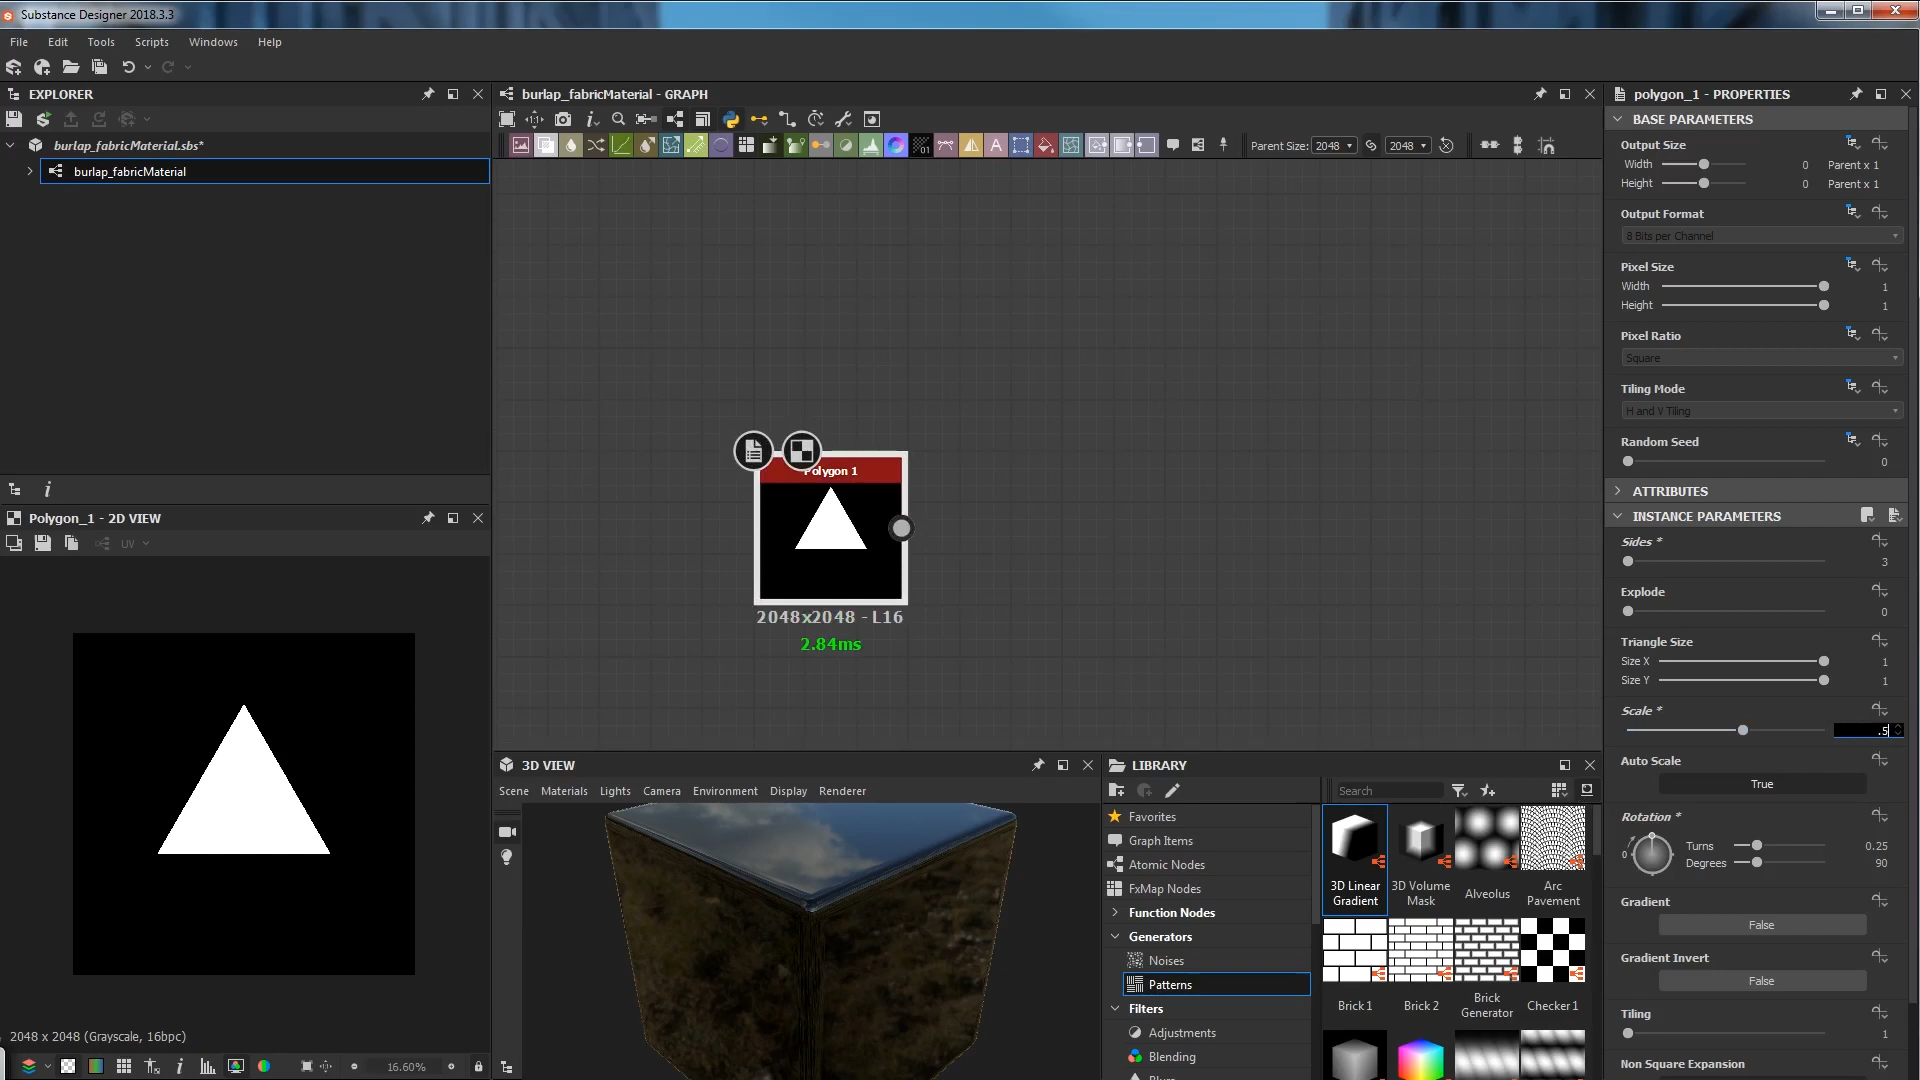 Substance Designer 2018.3.3
File Edit Tools Scripts Windows Help
EXPLORER
burlap_fabricMaterial.sbs*
burlap_fabricMaterial
Polygon_1 - 2D VIEW
UV
2048 x 2048 (Grayscale, 16bpc)
16.60%
burlap_fabricMaterial - GRAPH
Parent Size: 2048 2048
Polygon 1
2048x2048 - L16
2.84ms
3D VIEW
Scene Materials Lights Camera Environment Display Renderer
LIBRARY
Search
Favorites
Graph Items
Atomic Nodes
FxMap Nodes
Function Nodes
Generators
Noises
Patterns
Filters
Adjustments
Blending
3D Linear Gradient
3D Volume Mask
Alveolus
Arc Pavement
Brick 1
Brick 2
Brick Generator
Checker 1
polygon_1 - PROPERTIES
BASE PARAMETERS
Output Size
Width 0 Parent x 1
Height 0 Parent x 1
Output Format
8 Bits per Channel
Pixel Size
Width 1
Height 1
Pixel Ratio
Square
Tiling Mode
H and V Tiling
Random Seed
0
ATTRIBUTES
INSTANCE PARAMETERS
Sides *
3
Explode
0
Triangle Size
Size X 1
Size Y 1
Scale *
.5
Auto Scale
True
Rotation *
0 Turns 0.25
Degrees 90
Gradient
False
Gradient Invert
False
Tiling
1
Non Square Expansion